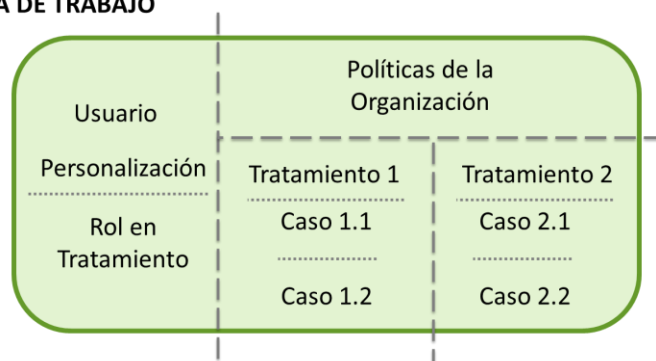 A DE TRABAJO
Usuario
Personalización
Rol en
Tratamiento
Políticas de la
Organización
Tratamiento 1
Caso 1.1
Caso 1.2
Tratamiento 2
Caso 2.1
Caso 2.2